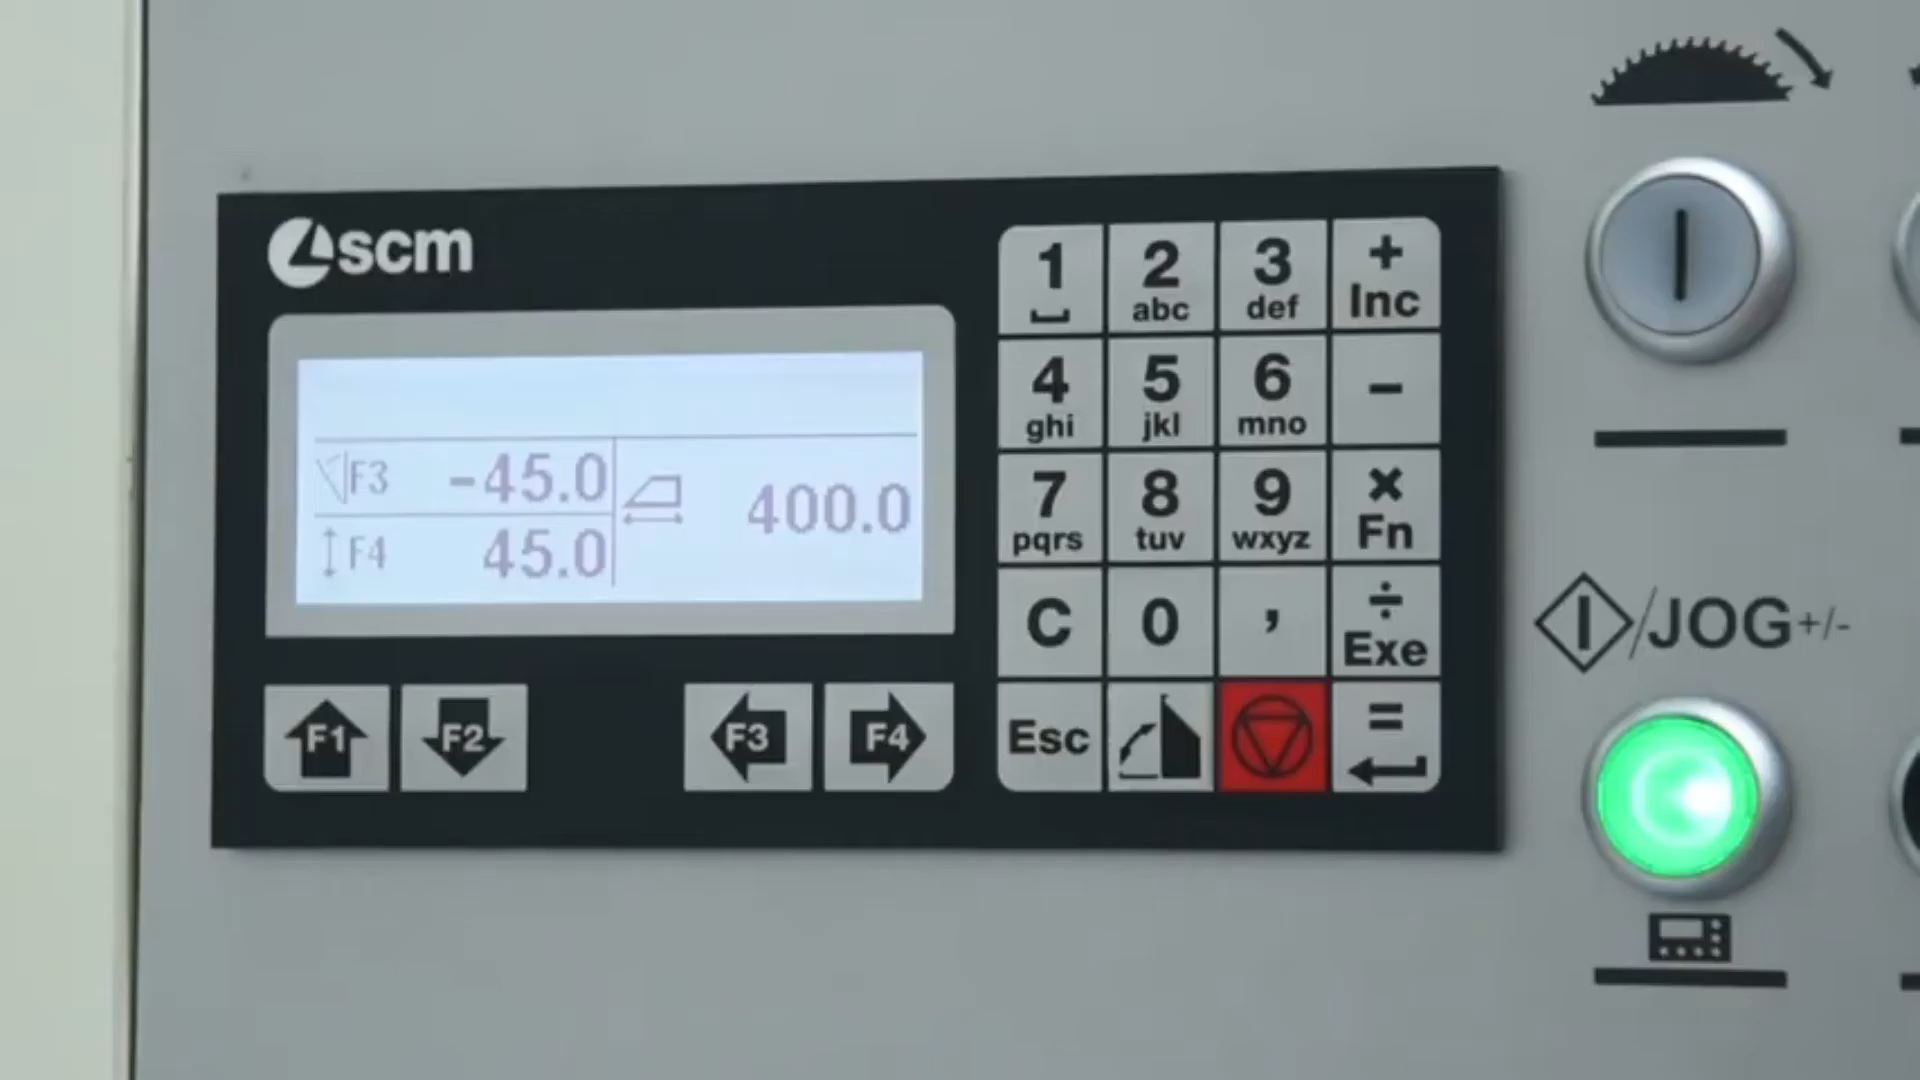 scm
F3 -45.0
F4 45.0
400.0
F1 F2 F3 F4
1 2 3 +
abc def Inc
4 5 6 -
ghi jkl mno
7 8 9 ×
pqrs tuv wxyz Fn
C 0 , ÷
Exe
Esc =
/JOG+/-